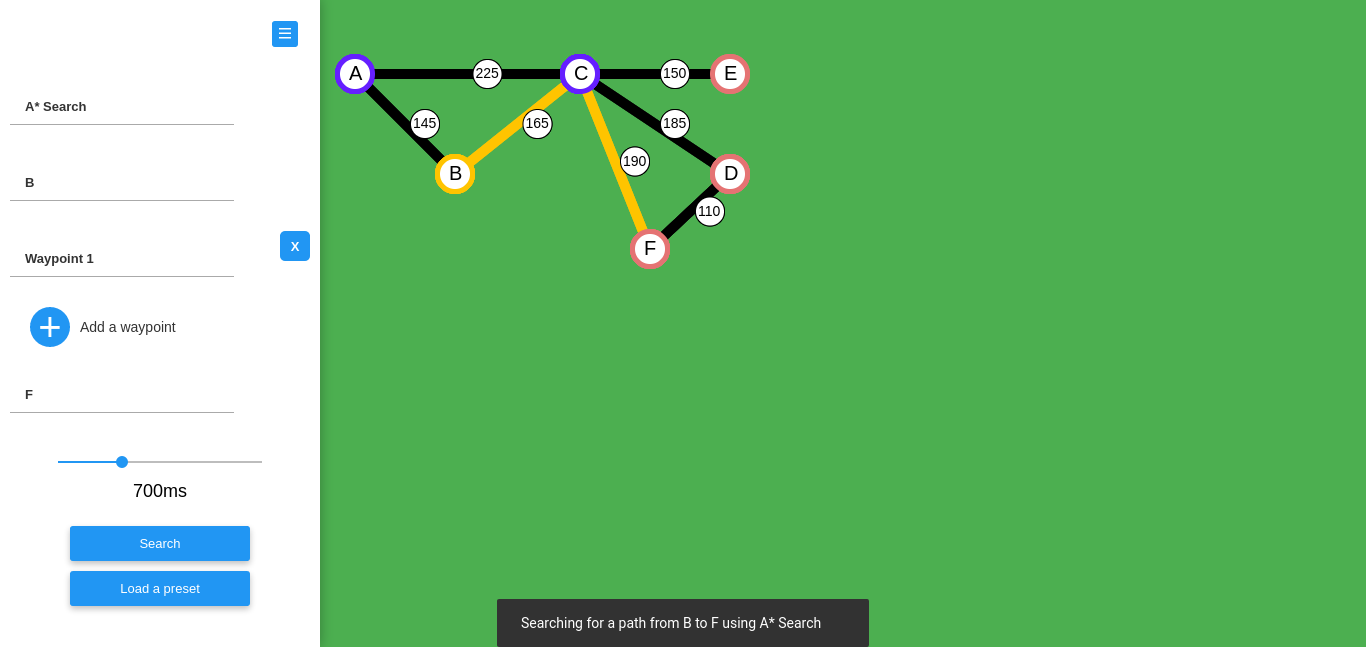 A* Search
B
Waypoint 1
X
Add a waypoint
F
700ms
Search
Load a preset
A
225
C
150
E
145
165
185
190
B
D
110
F
Searching for a path from B to F using A* Search